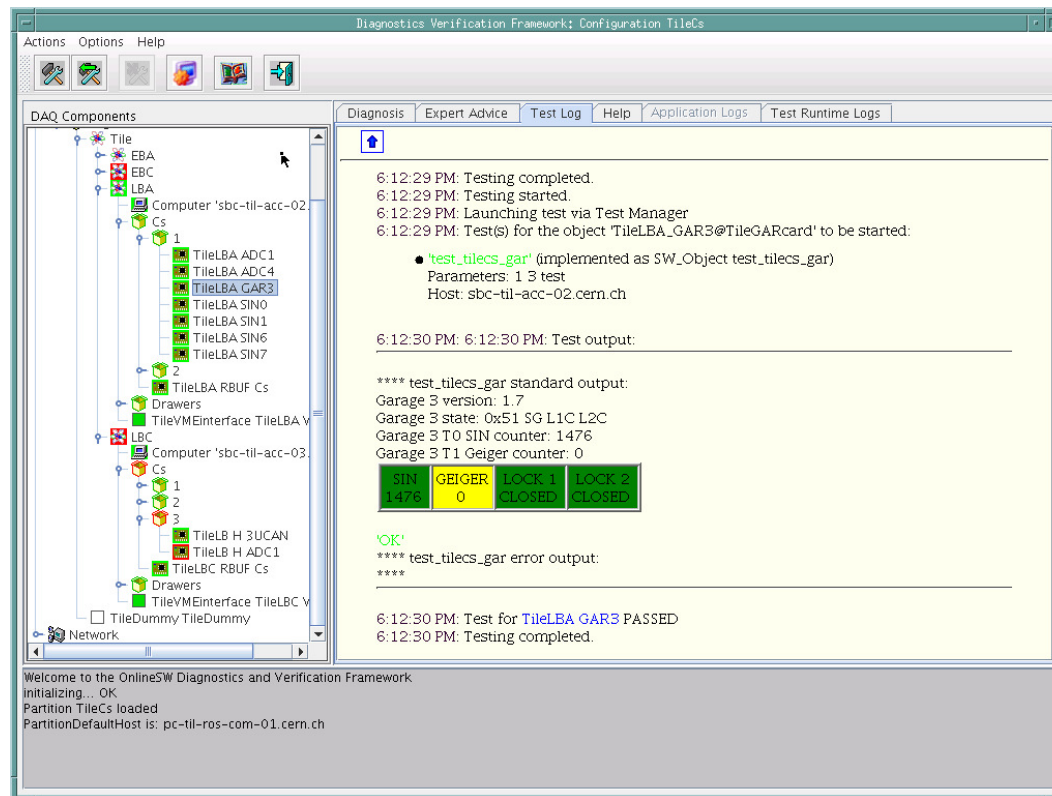 Diagnostics Verification Framework: Configuration TileCs
Actions Options Help
DAQ Components
Tile
EBA
EBC
LBA
Computer 'sbc-til-acc-02.
Cs
1
TileLBA ADC1
TileLBA ADC4
TileLBA GAR3
TileLBA SIN0
TileLBA SIN1
TileLBA SIN6
TileLBA SIN7
2
TileLBA RBUF Cs
Drawers
TileVMEinterface TileLBA V
LBC
Computer 'sbc-til-acc-03.
Cs
1
2
3
TileLB H 3UCAN
TileLB H ADC1
TileLBC RBUF Cs
Drawers
TileVMEinterface TileLBC V
TileDummy TileDummy
Network
Diagnosis Expert Advice Test Log Help Application Logs Test Runtime Logs
6:12:29 PM: Testing completed.
6:12:29 PM: Testing started.
6:12:29 PM: Launching test via Test Manager
6:12:29 PM: Test(s) for the object 'TileLBA_GAR3@TileGARcard' to be started:
'test_tilecs_gar' (implemented as SW_Object test_tilecs_gar)
Parameters: 1 3 test
Host: sbc-til-acc-02.cern.ch
6:12:30 PM: 6:12:30 PM: Test output:
**** test_tilecs_gar standard output:
Garage 3 version: 1.7
Garage 3 state: 0x51 SG L1C L2C
Garage 3 T0 SIN counter: 1476
Garage 3 T1 Geiger counter: 0
SIN GEIGER LOCK 1 LOCK 2
1476 0 CLOSED CLOSED
'OK'
**** test_tilecs_gar error output:
****
6:12:30 PM: Test for TileLBA GAR3 PASSED
6:12:30 PM: Testing completed.
Welcome to the OnlineSW Diagnostics and Verification Framework
initializing... OK
Partition TileCs loaded
PartitionDefaultHost is: pc-til-ros-com-01.cern.ch